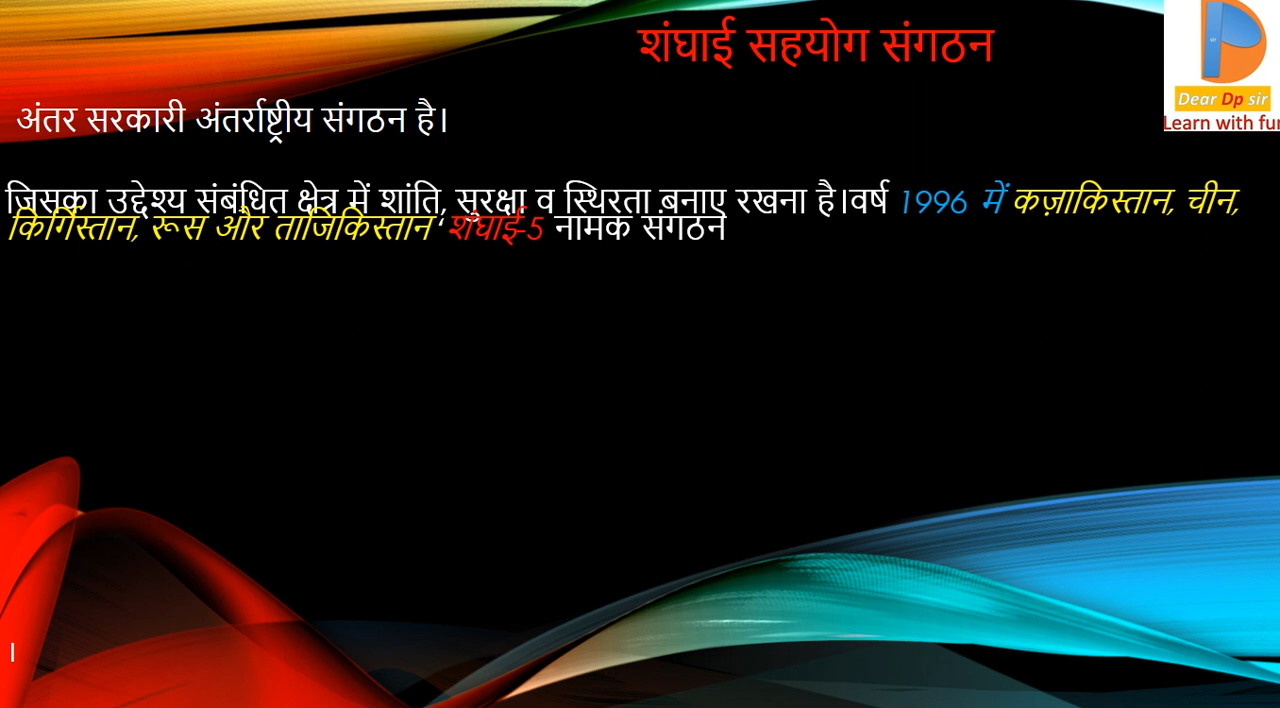 शंघाई सहयोग संगठन
Dear Dp sir
Learn with fur
अंतर सरकारी अंतर्राष्ट्रीय संगठन है।
जिसका उद्देश्य संबंधित क्षेत्र में शांति, सुरक्षा व स्थिरता बनाए रखना है।वर्ष 1996 में कज़ाकिस्तान, चीन,
किर्गिस्तान, रूस और ताजिकिस्तान ‘शंघाई-5 नामक संगठन